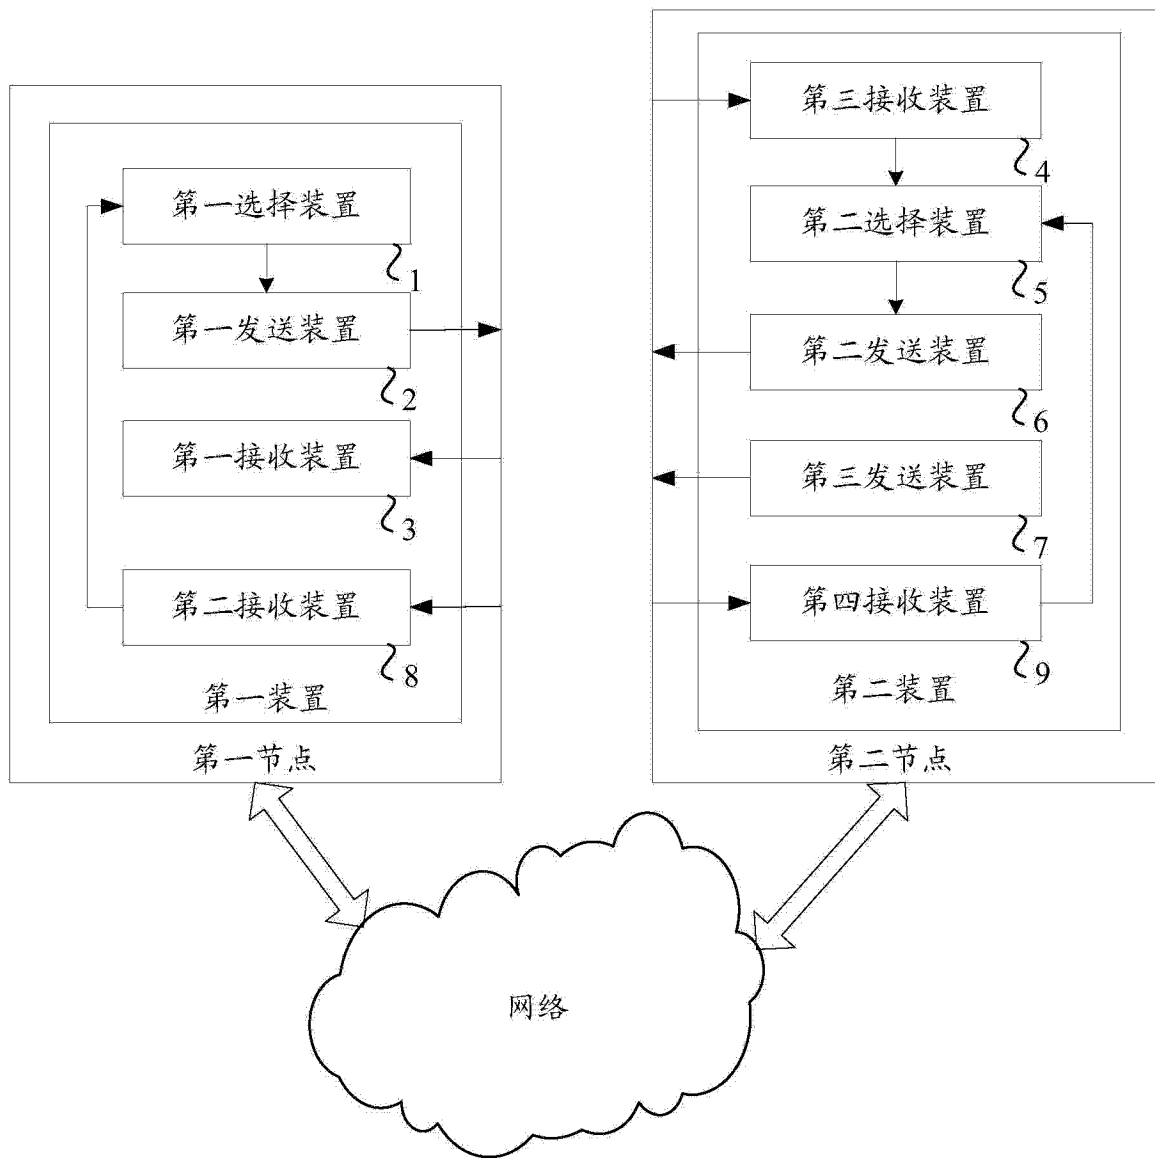 第一选择装置
1
第一发送装置
2
第一接收装置
3
第二接收装置
8
第一装置
第一节点
第三接收装置
4
第二选择装置
5
第二发送装置
6
第三发送装置
7
第四接收装置
9
第二装置
第二节点
网络